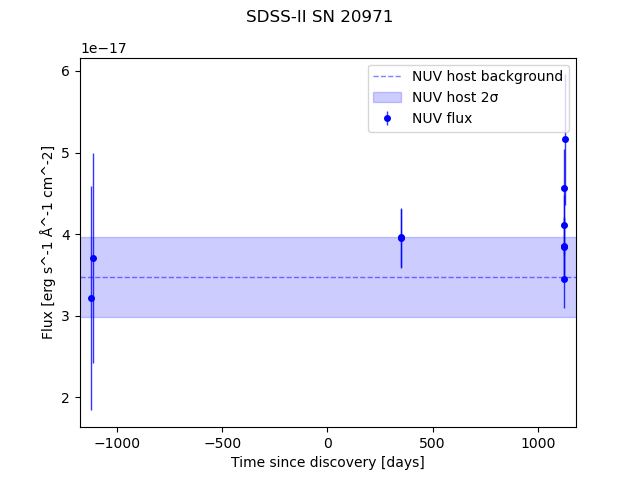 SDSS-II SN 20971
1e−17
NUV host background
NUV host 2σ
NUV flux
6
5
4
3
2
Flux [erg s^-1 Å^-1 cm^-2]
−1000
−500
0
500
1000
Time since discovery [days]